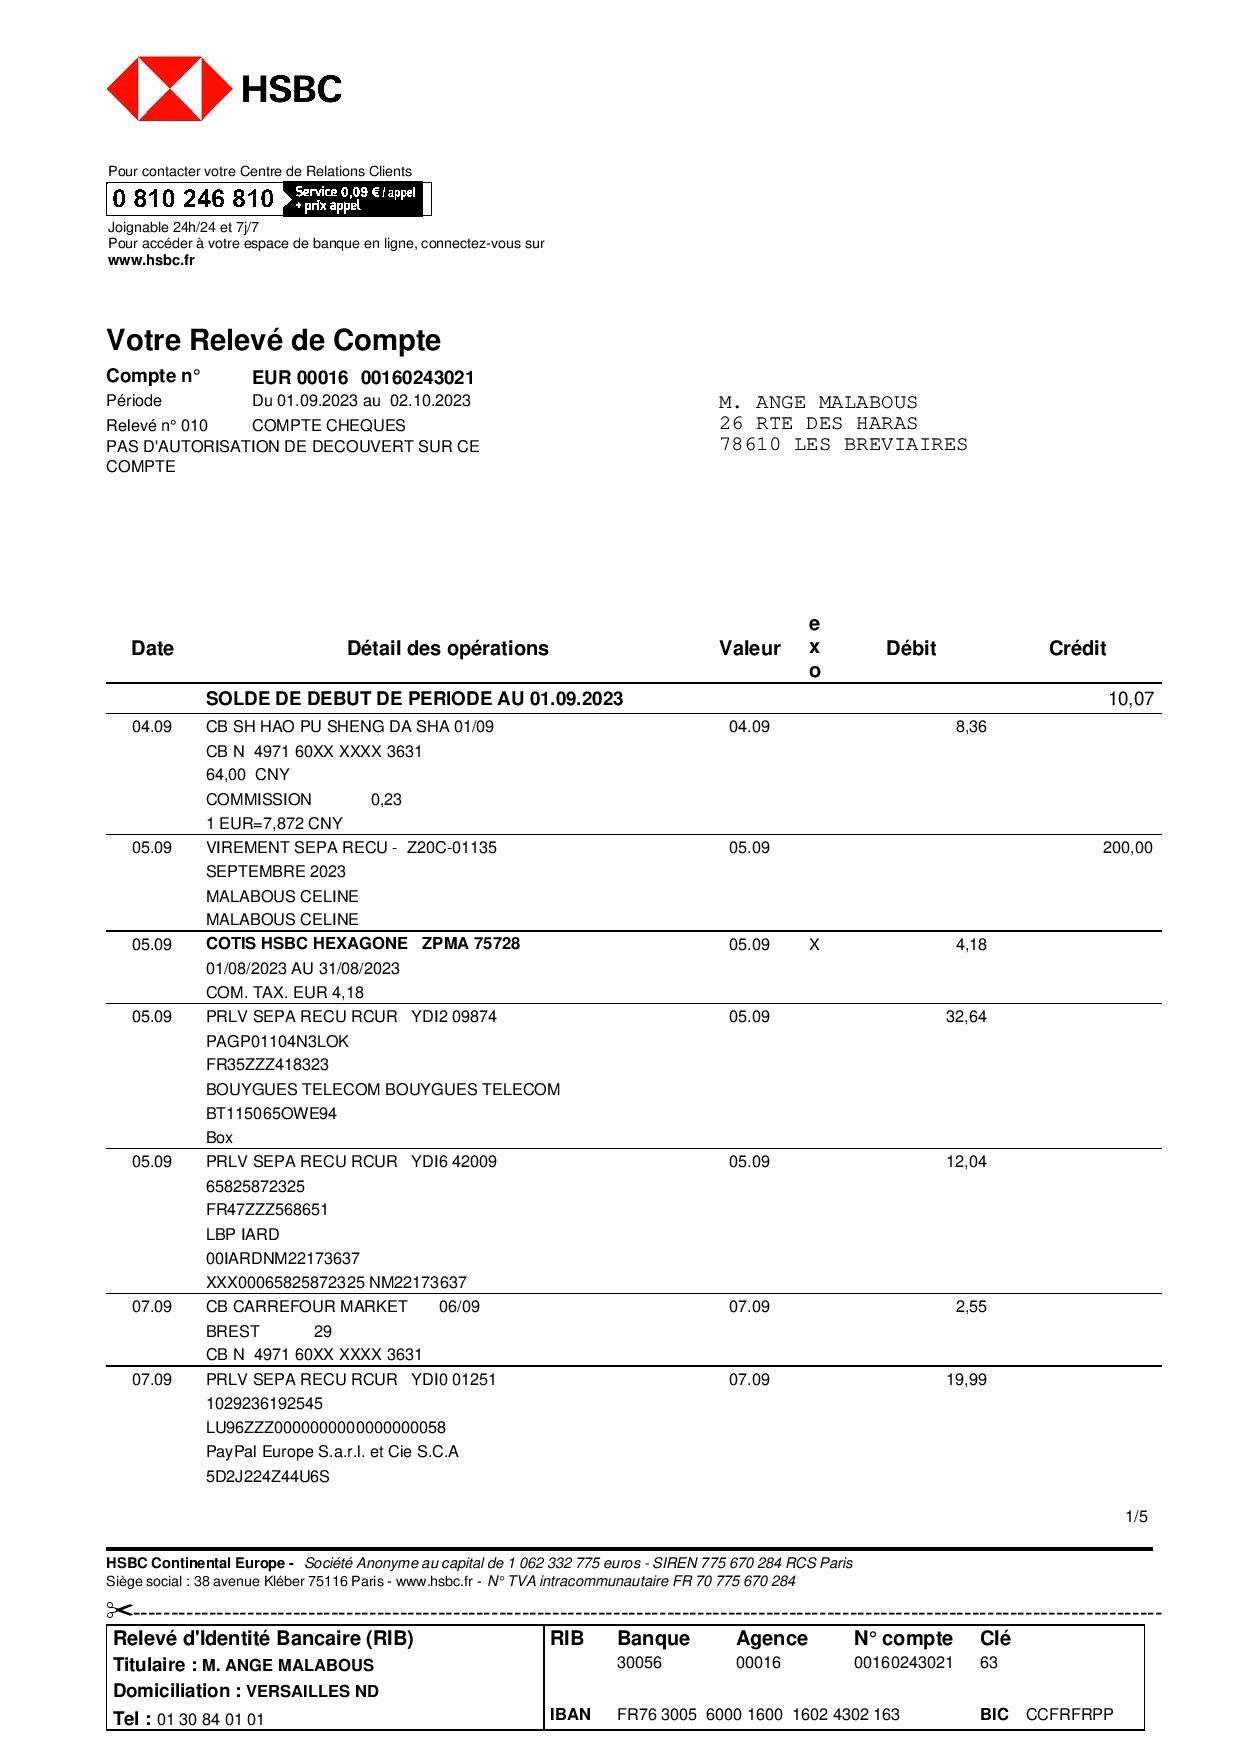 HSBC
Pour contacter votre Centre de Relations Clients
0 810 246 810 Service 0,09 € / appel
+ prix appel
Joignable 24h/24 et 7j/7
Pour accéder à votre espace de banque en ligne, connectez-vous sur
www.hsbc.fr
Votre Relevé de Compte
Compte n° EUR 00016 00160243021
Période Du 01.09.2023 au 02.10.2023
Relevé n° 010 COMPTE CHEQUES
PAS D'AUTORISATION DE DECOUVERT SUR CE
COMPTE
M. ANGE MALABOUS
26 RTE DES HARAS
78610 LES BREVIAIRES
Date Détail des opérations Valeur exo Débit Crédit
SOLDE DE DEBUT DE PERIODE AU 01.09.2023 10,07
04.09 CB SH HAO PU SHENG DA SHA 01/09 04.09 8,36
CB N 4971 60XX XXXX 3631
64,00 CNY
COMMISSION 0,23
1 EUR=7,872 CNY
05.09 VIREMENT SEPA RECU - Z20C-01135 05.09 200,00
SEPTEMBRE 2023
MALABOUS CELINE
MALABOUS CELINE
05.09 COTIS HSBC HEXAGONE ZPMA 75728 05.09 X 4,18
01/08/2023 AU 31/08/2023
COM. TAX. EUR 4,18
05.09 PRLV SEPA RECU RCUR YDI2 09874 05.09 32,64
PAGP01104N3LOK
FR35ZZZ418323
BOUYGUES TELECOM BOUYGUES TELECOM
BT115065OWE94
Box
05.09 PRLV SEPA RECU RCUR YDI6 42009 05.09 12,04
65825872325
FR47ZZZ568651
LBP IARD
00IARDNM22173637
XXX00065825872325 NM22173637
07.09 CB CARREFOUR MARKET 06/09 07.09 2,55
BREST 29
CB N 4971 60XX XXXX 3631
07.09 PRLV SEPA RECU RCUR YDI0 01251 07.09 19,99
1029236192545
LU96ZZZ0000000000000000058
PayPal Europe S.a.r.l. et Cie S.C.A
5D2J224Z44U6S
1/5
HSBC Continental Europe - Société Anonyme au capital de 1 062 332 775 euros - SIREN 775 670 284 RCS Paris
Siège social : 38 avenue Kléber 75116 Paris - www.hsbc.fr - N° TVA intracommunautaire FR 70 775 670 284
Relevé d'Identité Bancaire (RIB) RIB Banque Agence N° compte Clé
Titulaire : M. ANGE MALABOUS 30056 00016 00160243021 63
Domiciliation : VERSAILLES ND
Tel : 01 30 84 01 01 IBAN FR76 3005 6000 1600 1602 4302 163 BIC CCFRFRPP